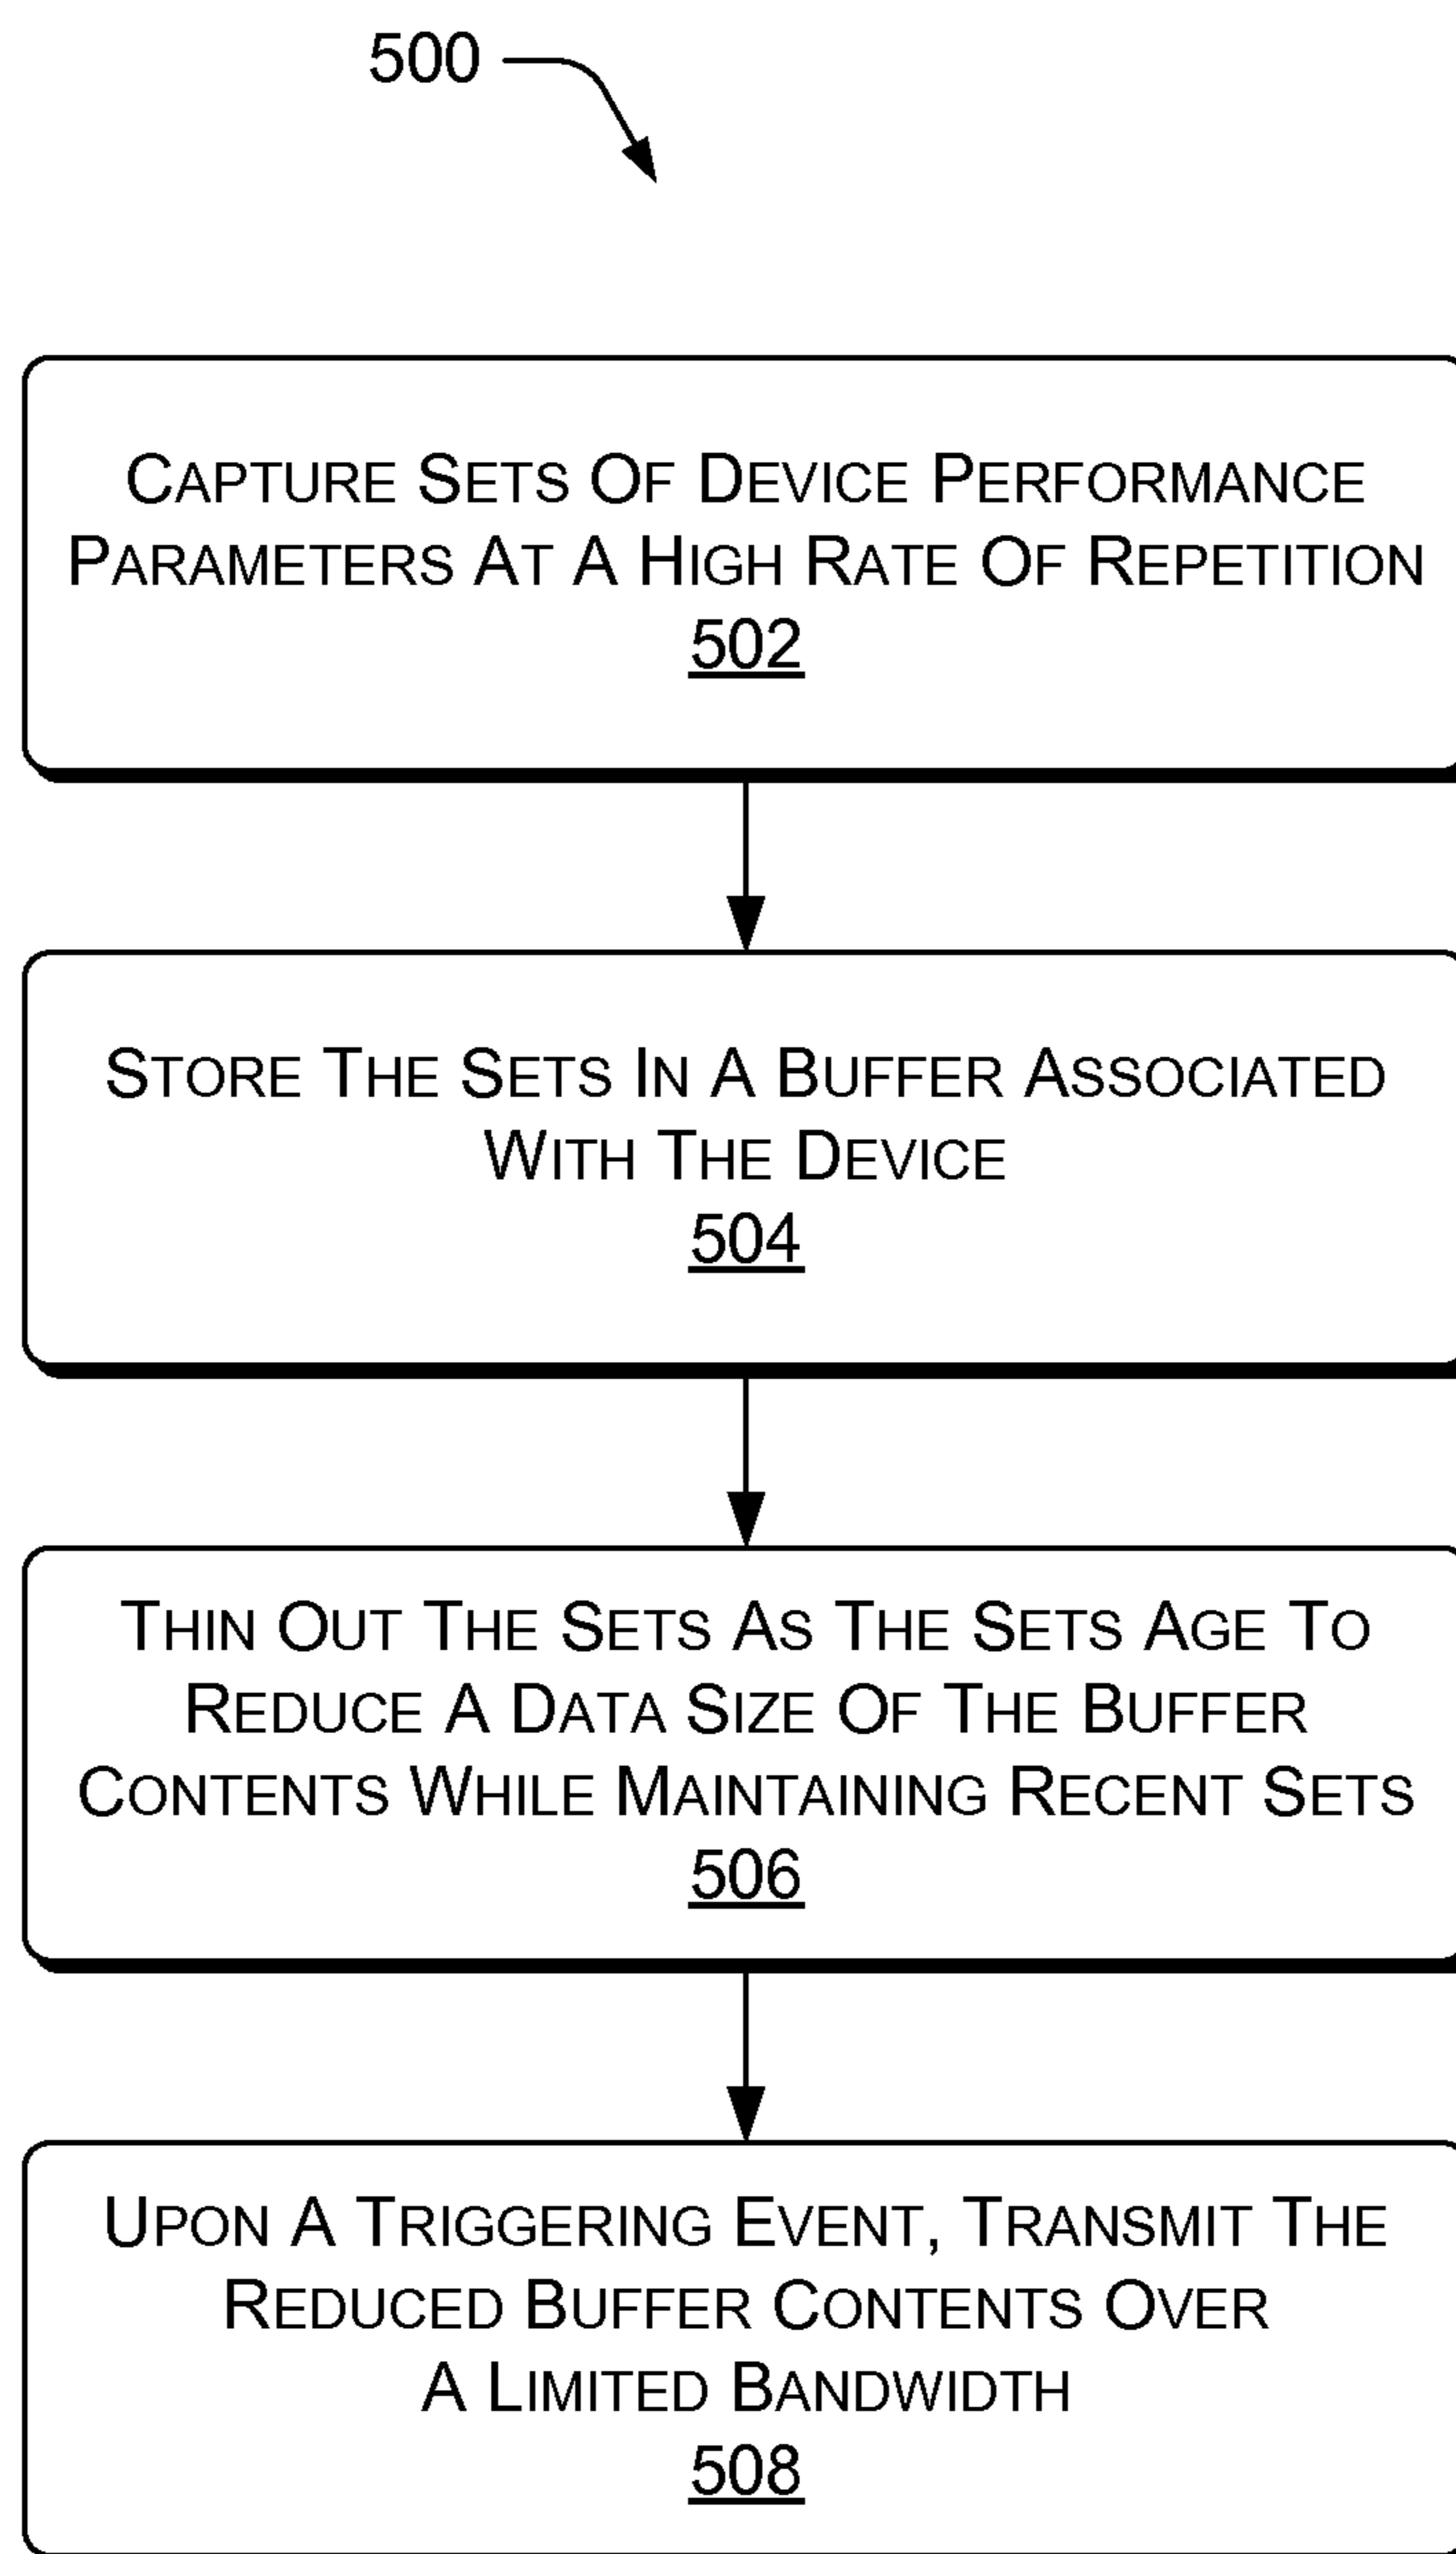 500
Capture Sets Of Device Performance
Parameters At A High Rate Of Repetition
502
Store The Sets In A Buffer Associated
With The Device
504
Thin Out The Sets As The Sets Age To
Reduce A Data Size Of The Buffer
Contents While Maintaining Recent Sets
506
Upon A Triggering Event, Transmit The
Reduced Buffer Contents Over
A Limited Bandwidth
508